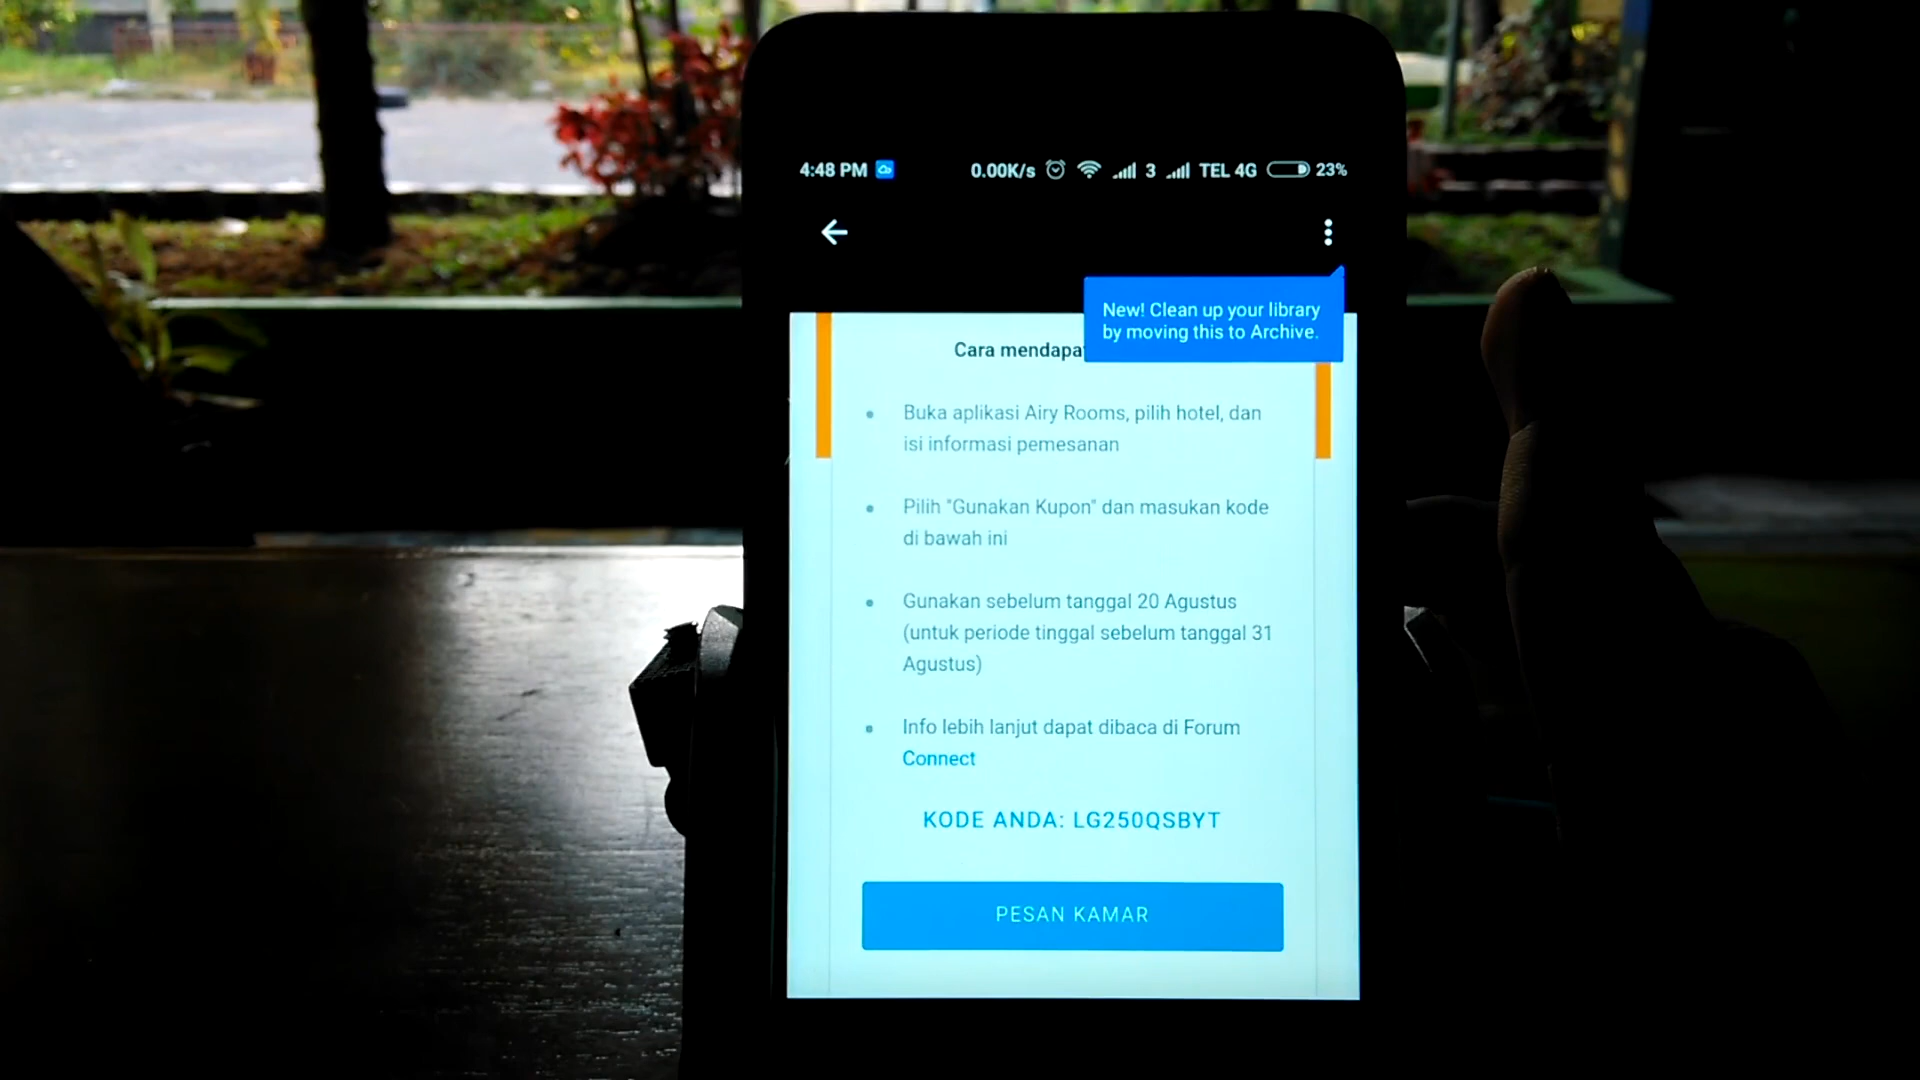 4:48 PM 0.00K/s 3 TEL 4G 23%
New! Clean up your library
by moving this to Archive.
Cara mendapa
• Buka aplikasi Airy Rooms, pilih hotel, dan
isi informasi pemesanan
• Pilih "Gunakan Kupon" dan masukan kode
di bawah ini
• Gunakan sebelum tanggal 20 Agustus
(untuk periode tinggal sebelum tanggal 31
Agustus)
• Info lebih lanjut dapat dibaca di Forum
Connect
KODE ANDA: LG250QSBYT
PESAN KAMAR